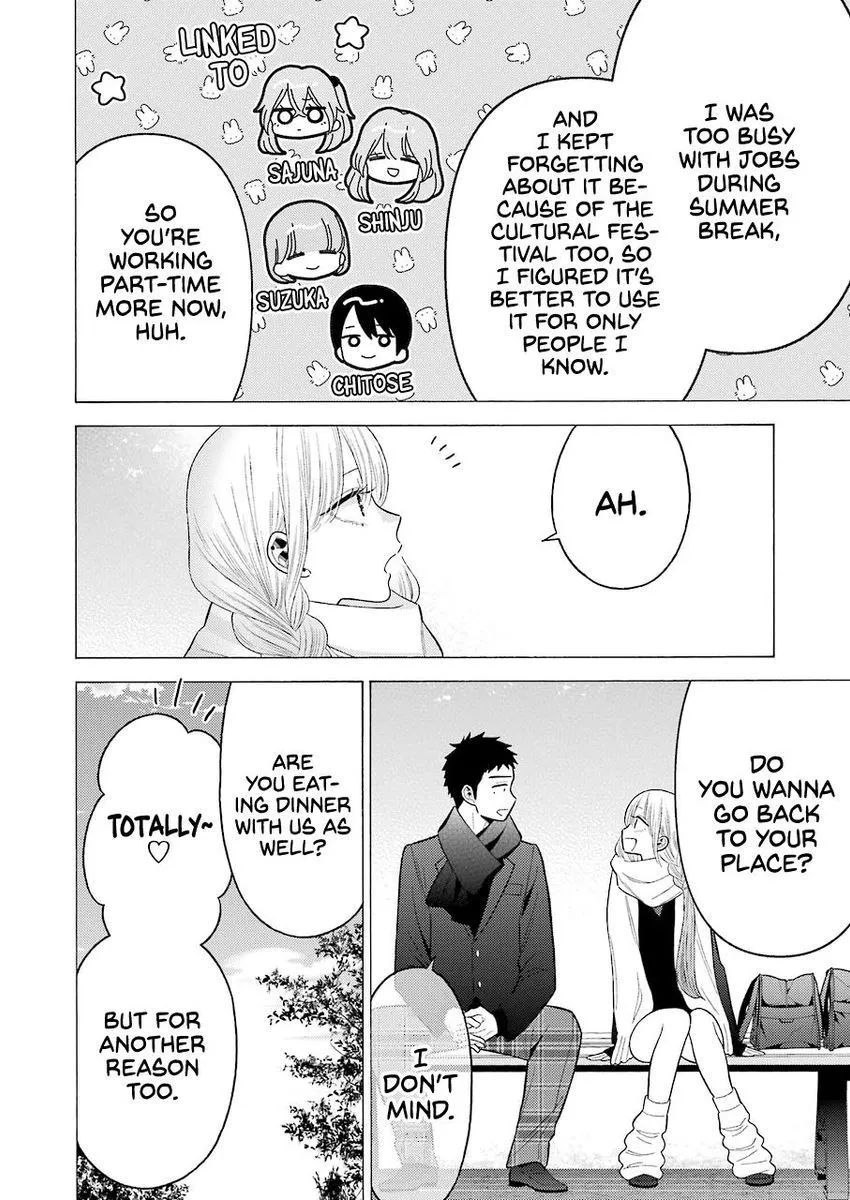 I WAS
TOO BUSY
WITH JOBS
DURING
SUMMER
BREAK,
AND
I KEPT
FORGETTING
ABOUT IT BE-
CAUSE OF THE
CULTURAL FES-
TIVAL TOO, SO
I FIGURED IT'S
BETTER TO USE
IT FOR ONLY
PEOPLE I
KNOW.
LINKED
TO
SAJUNA
SHINJU
SUZUKA
CHITOSE
SO
YOU'RE
WORKING
PART-TIME
MORE NOW,
HUH.
AH.
DO
YOU WANNA
GO BACK
TO YOUR
PLACE?
I
DON'T
MIND.
ARE
YOU EAT-
ING DINNER
WITH US AS
WELL?
TOTALLY~
♡
BUT FOR
ANOTHER
REASON
TOO.